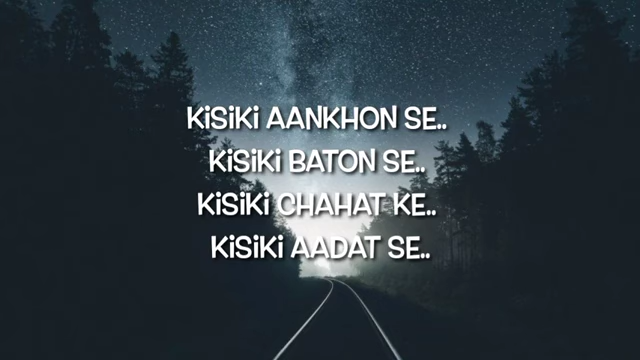 KiSiKi AANKHON SE..
KiSiKi BATON SE..
KiSiKi CHAHAT KE..
KiSiKi AADAT SE..